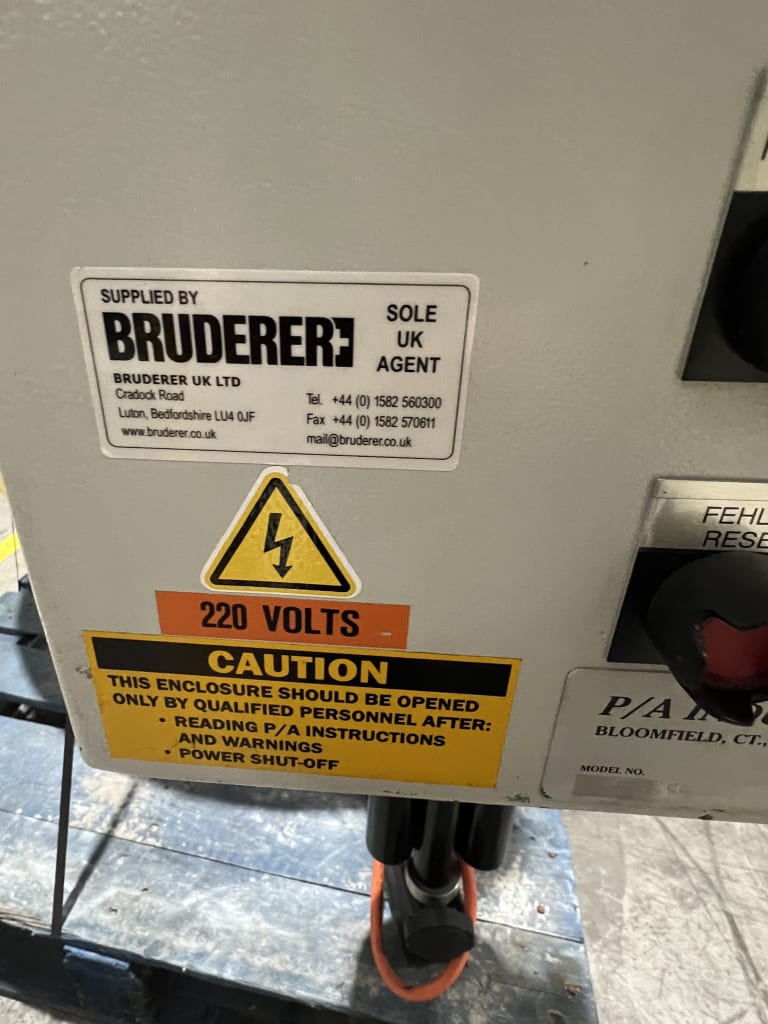 SUPPLIED BY
BRUDERER
SOLE
UK
AGENT
BRUDERER UK LTD
Cradock Road
Luton, Bedfordshire LU4 0JF
www.bruderer.co.uk
Tel. +44 (0) 1582 560300
Fax +44 (0) 1582 570611
mail@bruderer.co.uk
220 VOLTS
CAUTION
THIS ENCLOSURE SHOULD BE OPENED
ONLY BY QUALIFIED PERSONNEL AFTER:
• READING P/A INSTRUCTIONS
AND WARNINGS
• POWER SHUT-OFF
FEHL
RESE
P/A
BLOOMFIELD, CT.,
MODEL NO.